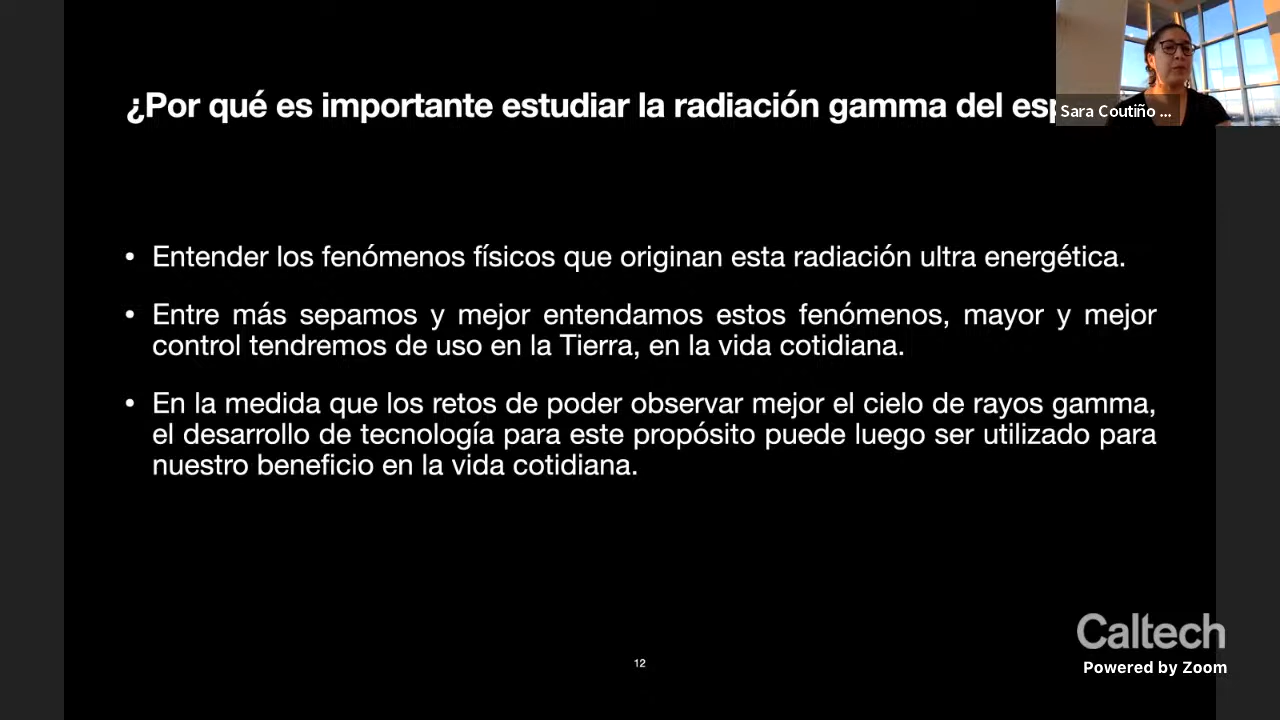 ¿Por qué es importante estudiar la radiación gamma del
Sara Coutiño ...
• Entender los fenómenos físicos que originan esta radiación ultra energética.
• Entre más sepamos y mejor entendamos estos fenómenos, mayor y mejor
control tendremos de uso en la Tierra, en la vida cotidiana.
• En la medida que los retos de poder observar mejor el cielo de rayos gamma,
el desarrollo de tecnología para este propósito puede luego ser utilizado para
nuestro beneficio en la vida cotidiana.
Caltech
12
Powered by Zoom